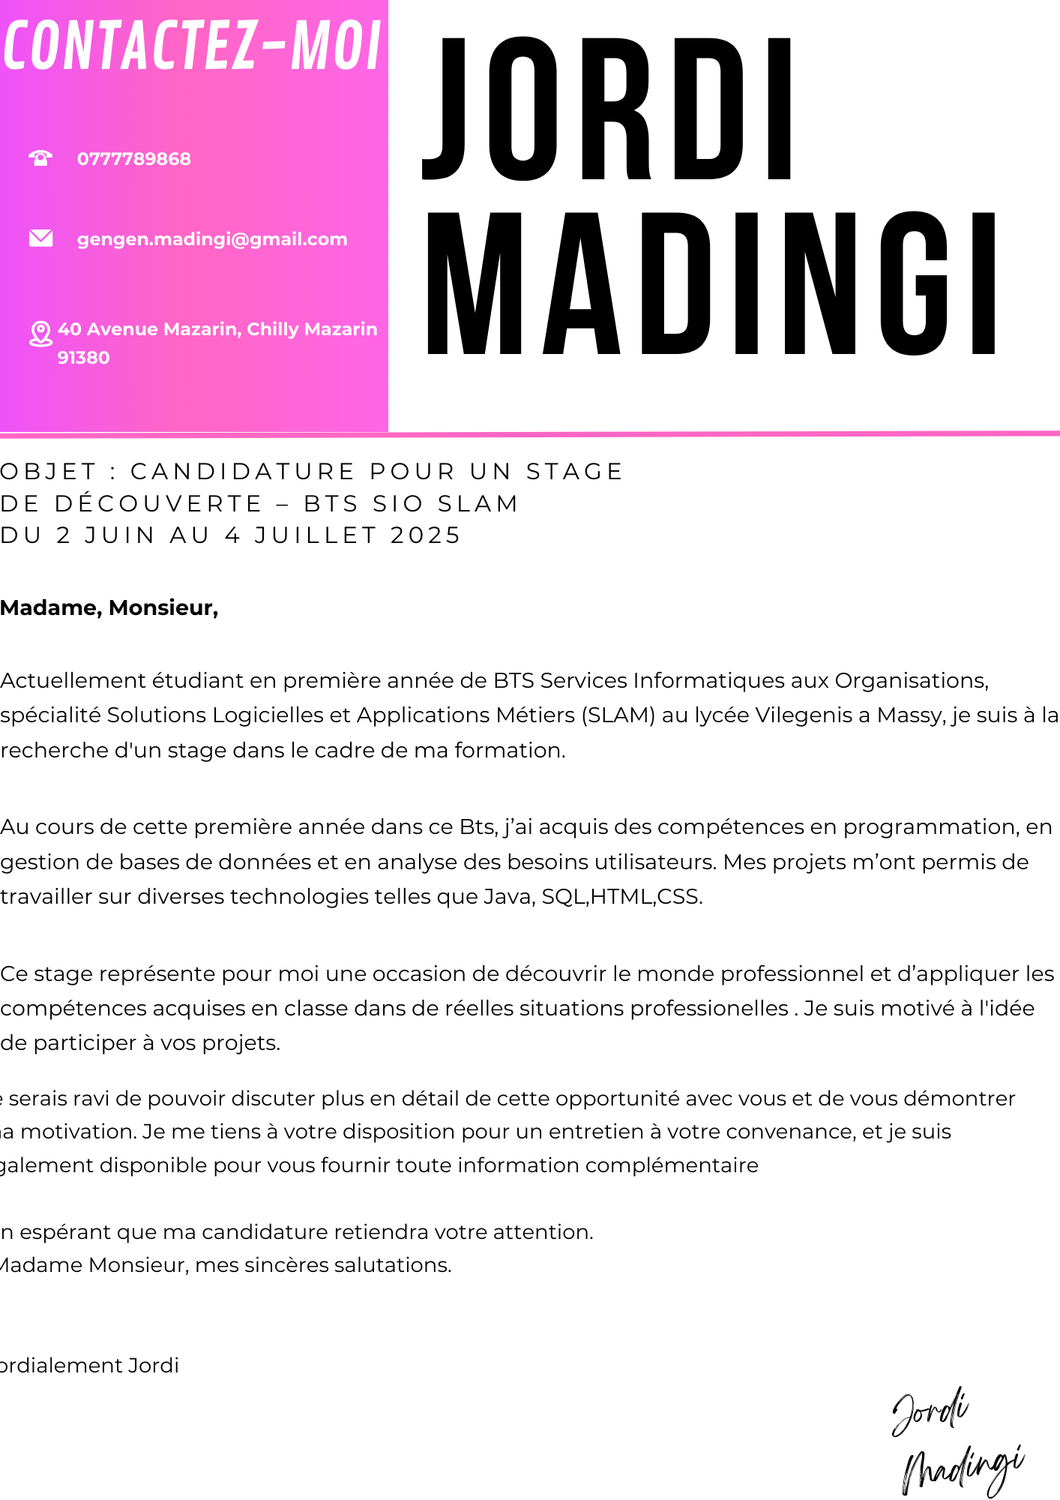 CONTACTEZ-MOI
0777789868
gengen.madingi@gmail.com
40 Avenue Mazarin, Chilly Mazarin
91380
JORDI
MADINGI
OBJET : CANDIDATURE POUR UN STAGE
DE DÉCOUVERTE – BTS SIO SLAM
DU 2 JUIN AU 4 JUILLET 2025
Madame, Monsieur,
Actuellement étudiant en première année de BTS Services Informatiques aux Organisations,
spécialité Solutions Logicielles et Applications Métiers (SLAM) au lycée Vilegenis a Massy, je suis à la
recherche d'un stage dans le cadre de ma formation.
Au cours de cette première année dans ce Bts, j’ai acquis des compétences en programmation, en
gestion de bases de données et en analyse des besoins utilisateurs. Mes projets m’ont permis de
travailler sur diverses technologies telles que Java, SQL,HTML,CSS.
Ce stage représente pour moi une occasion de découvrir le monde professionnel et d’appliquer les
compétences acquises en classe dans de réelles situations professionelles . Je suis motivé à l'idée
de participer à vos projets.
e serais ravi de pouvoir discuter plus en détail de cette opportunité avec vous et de vous démontrer
a motivation. Je me tiens à votre disposition pour un entretien à votre convenance, et je suis
galement disponible pour vous fournir toute information complémentaire
n espérant que ma candidature retiendra votre attention.
Madame Monsieur, mes sincères salutations.
ordialement Jordi
Jordi
Madingi